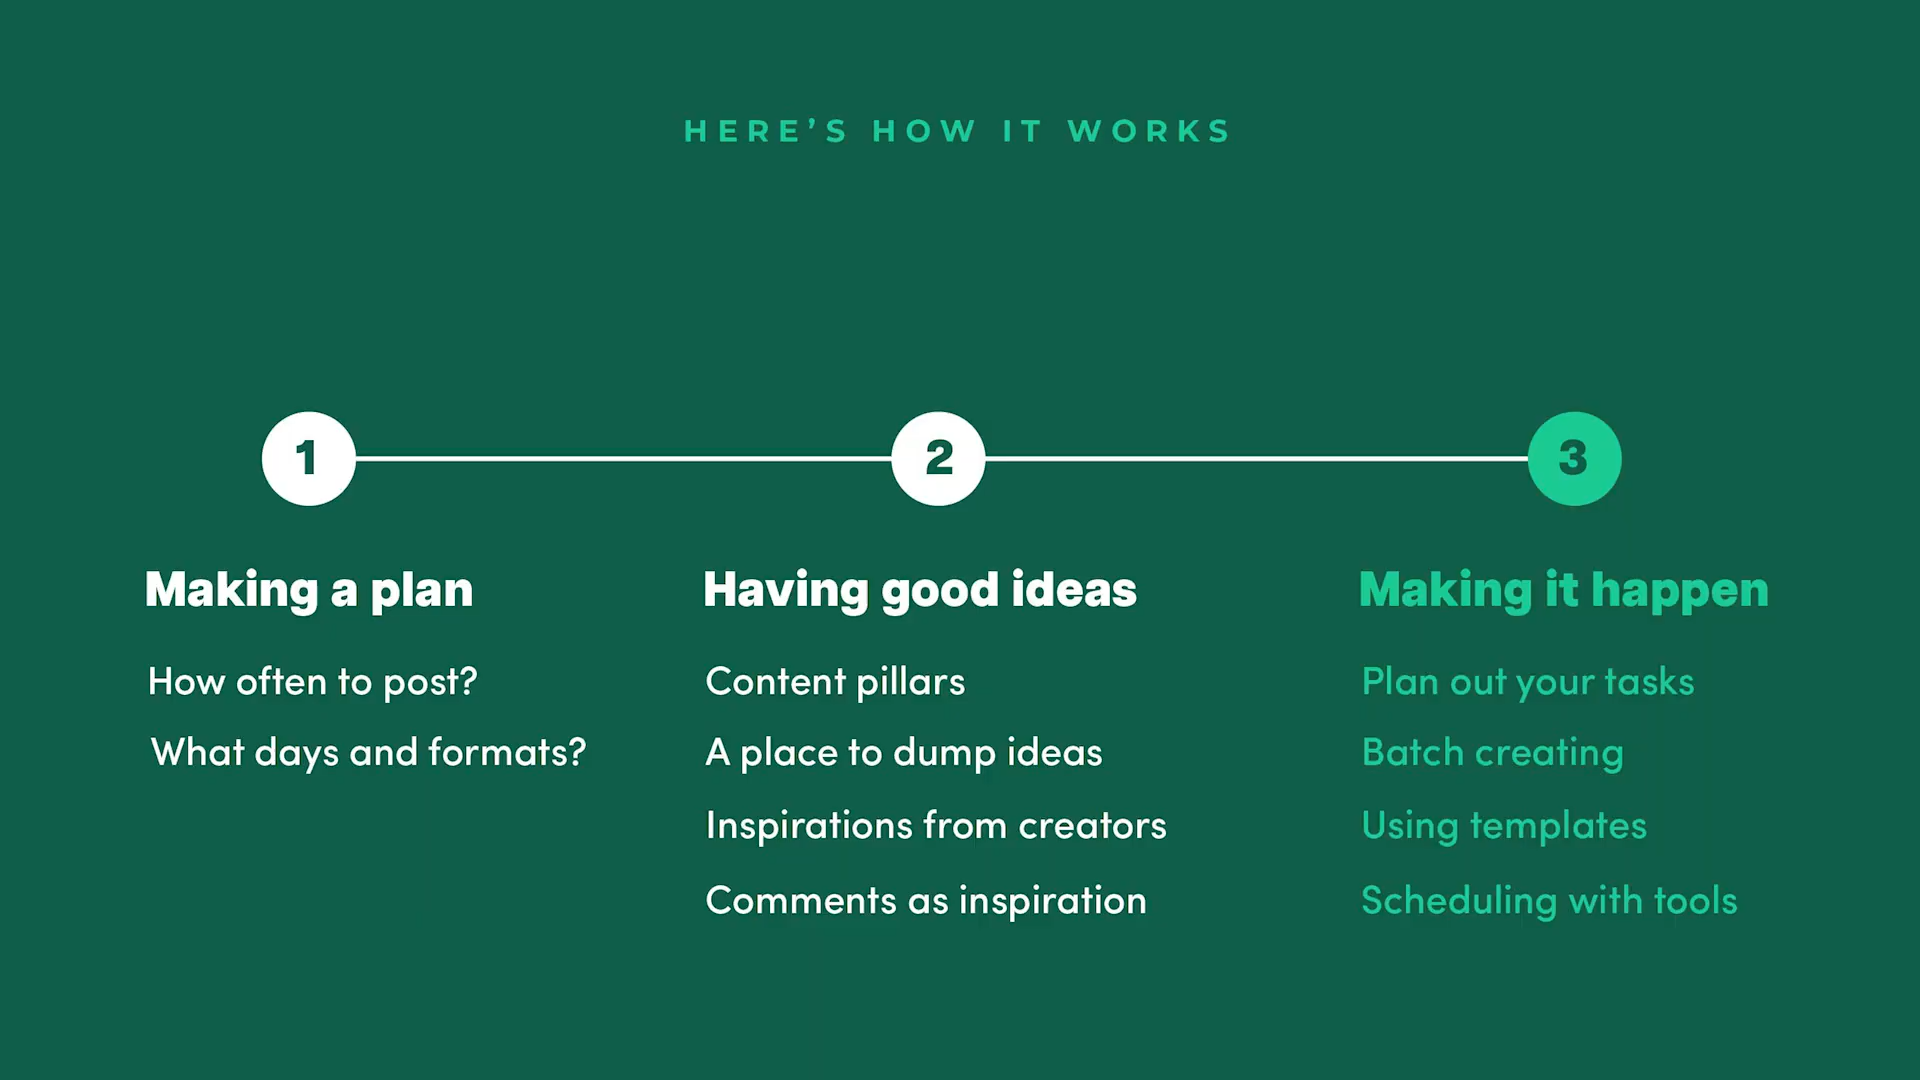 HERE’S HOW IT WORKS
1
Making a plan
How often to post?
What days and formats?
2
Having good ideas
Content pillars
A place to dump ideas
Inspirations from creators
Comments as inspiration
3
Making it happen
Plan out your tasks
Batch creating
Using templates
Scheduling with tools